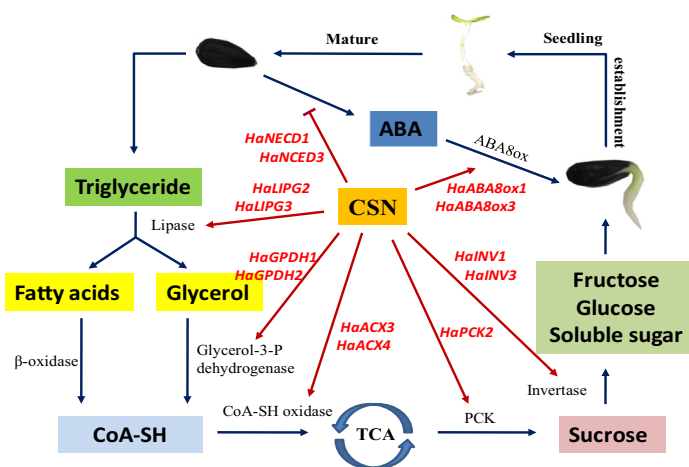 Mature
Seedling
establishment
ABA
ABA8ox
HaNECD1
HaNCED3
Triglyceride
HaLIPG2
HaLIPG3
CSN
HaABA8ox1
HaABA8ox3
Lipase
HaGPDH1
HaGPDH2
HaINV1
HaINV3
Fatty acids
Glycerol
Fructose
Glucose
Soluble sugar
HaACX3
HaACX4
HaPCK2
β-oxidase
Glycerol-3-P
dehydrogenase
Invertase
CoA-SH oxidase
PCK
CoA-SH
TCA
Sucrose